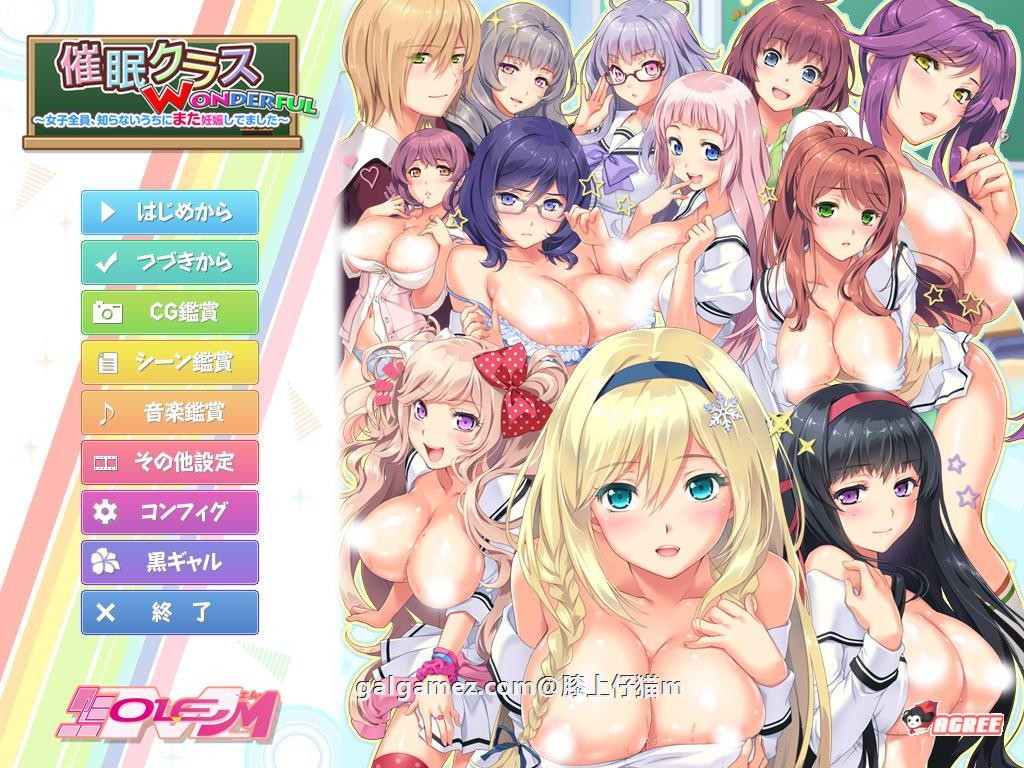 催眠クラス
WONDERFUL
～女子全員、知らないうちにまた妊娠してました～
はじめから
つづきから
CG鑑賞
シーン鑑賞
音楽鑑賞
その他設定
コンフィグ
黒ギャル
終 了
galgamez.com@膝上仔猫m
AGREE